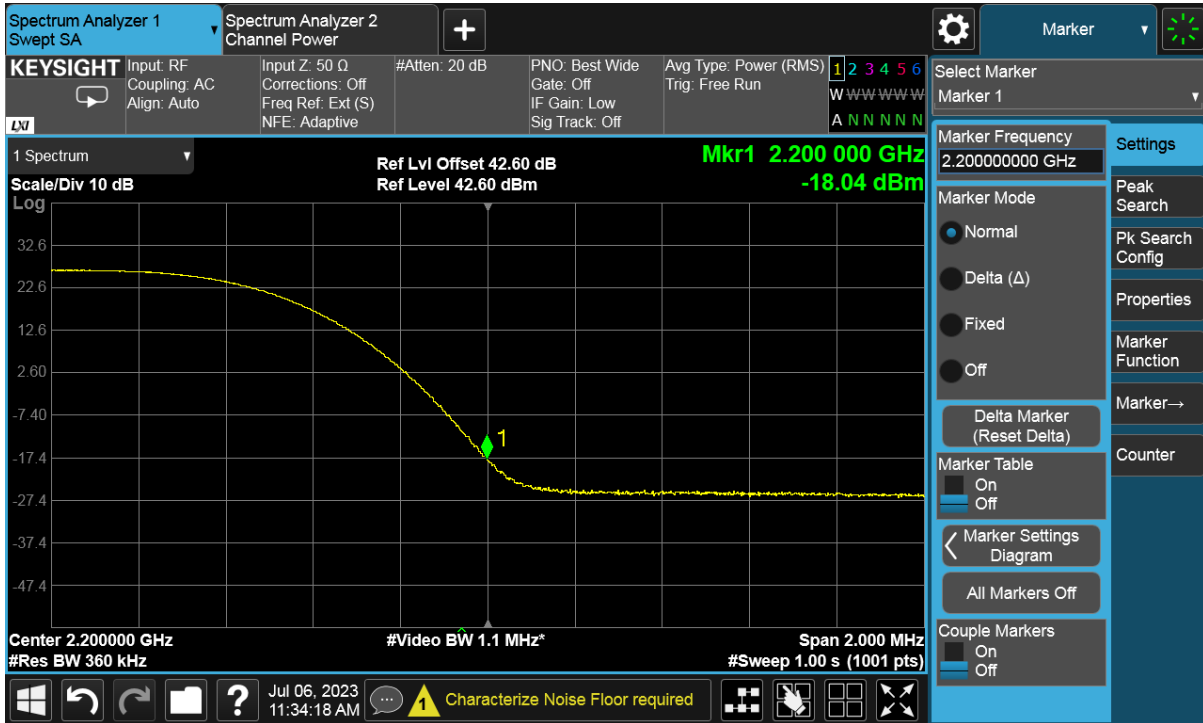 Spectrum Analyzer 1
Swept SA
Spectrum Analyzer 2
Channel Power
+
Marker
KEYSIGHT
LXI
Input: RF
Coupling: AC
Align: Auto
Input Z: 50 Ω
Corrections: Off
Freq Ref: Ext (S)
NFE: Adaptive
#Atten: 20 dB
PNO: Best Wide
Gate: Off
IF Gain: Low
Sig Track: Off
Avg Type: Power (RMS)
Trig: Free Run
1 2 3 4 5 6
W W W W W W
A N N N N N
Select Marker
Marker 1
1 Spectrum
Scale/Div 10 dB
Log
Ref Lvl Offset 42.60 dB
Ref Level 42.60 dBm
Mkr1 2.200 000 GHz
-18.04 dBm
32.6
22.6
12.6
2.60
-7.40
-17.4
-27.4
-37.4
-47.4
1
Center 2.200000 GHz
#Res BW 360 kHz
#Video BW 1.1 MHz*
Span 2.000 MHz
#Sweep 1.00 s (1001 pts)
Marker Frequency
2.200000000 GHz
Marker Mode
Normal
Delta (Δ)
Fixed
Off
Delta Marker
(Reset Delta)
Marker Table
On
Off
Marker Settings
Diagram
All Markers Off
Couple Markers
On
Off
Settings
Peak
Search
Pk Search
Config
Properties
Marker
Function
Marker→
Counter
?
Jul 06, 2023
11:34:18 AM
1
Characterize Noise Floor required